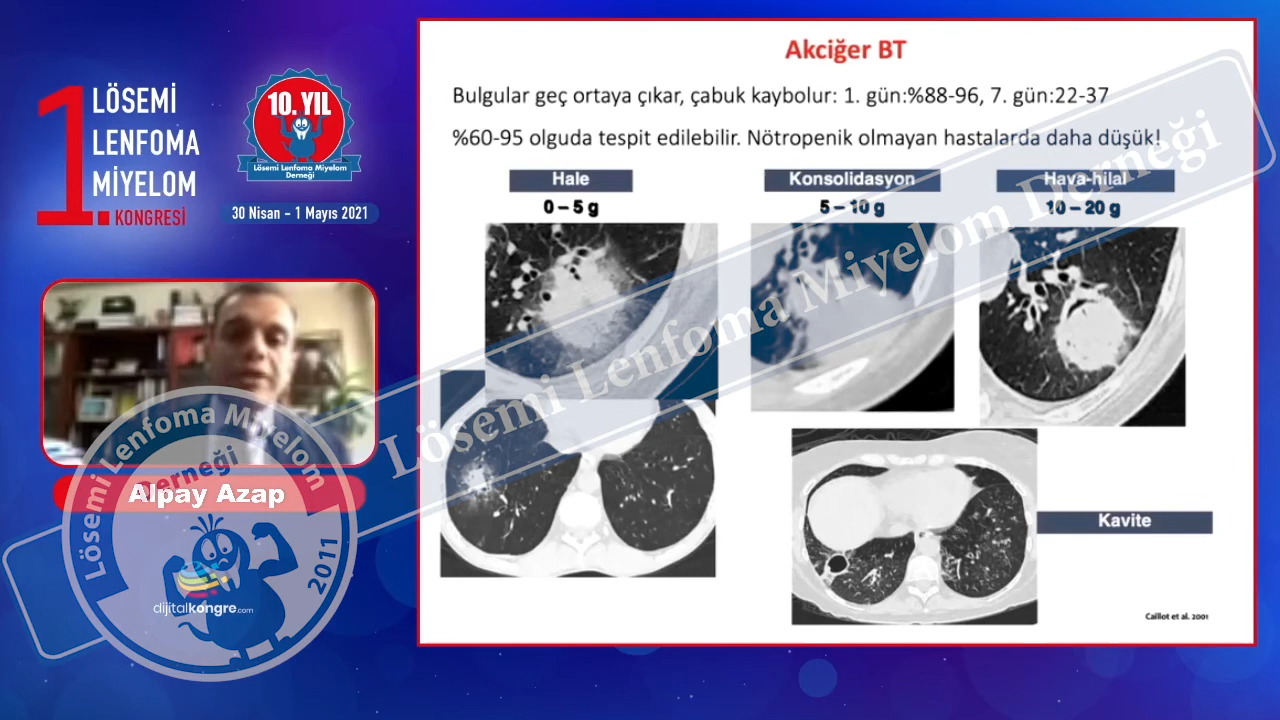 1.
LÖSEMİ
LENFOMA
MİYELOM
KONGRESİ
10. YIL
Lösemi Lenfoma Miyelom
Derneği
30 Nisan - 1 Mayıs 2021
Alpay Azap
Lösemi Lenfoma Miyelom
Derneği
2011
dijitalkongre.com
Akciğer BT
Bulgular geç ortaya çıkar, çabuk kaybolur: 1. gün:%88-96, 7. gün:22-37
%60-95 olguda tespit edilebilir. Nötropenik olmayan hastalarda daha düşük!
Hale
0 – 5 g
Konsolidasyon
5 – 10 g
Hava-hilal
10 – 20 g
Kavite
Caillot et al. 2001
Lösemi Lenfoma Miyelom Derneği